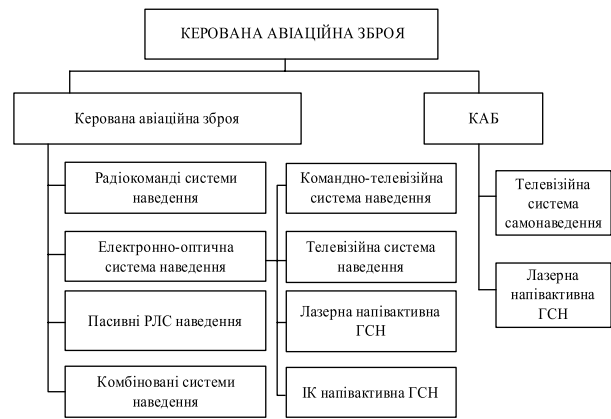 КЕРОВАНА АВІАЦІЙНА ЗБРОЯ
Керована авіаційна зброя
КАБ
Радіокоманді системи
наведення
Електронно-оптична
система наведення
Пасивні РЛС наведення
Комбіновані системи
наведення
Командно-телевізійна
система наведення
Телевізійна система
наведення
Лазерна напівактивна
ГСН
ІК напівактивна ГСН
Телевізійна
система
самонаведення
Лазерна
напівактивна
ГСН